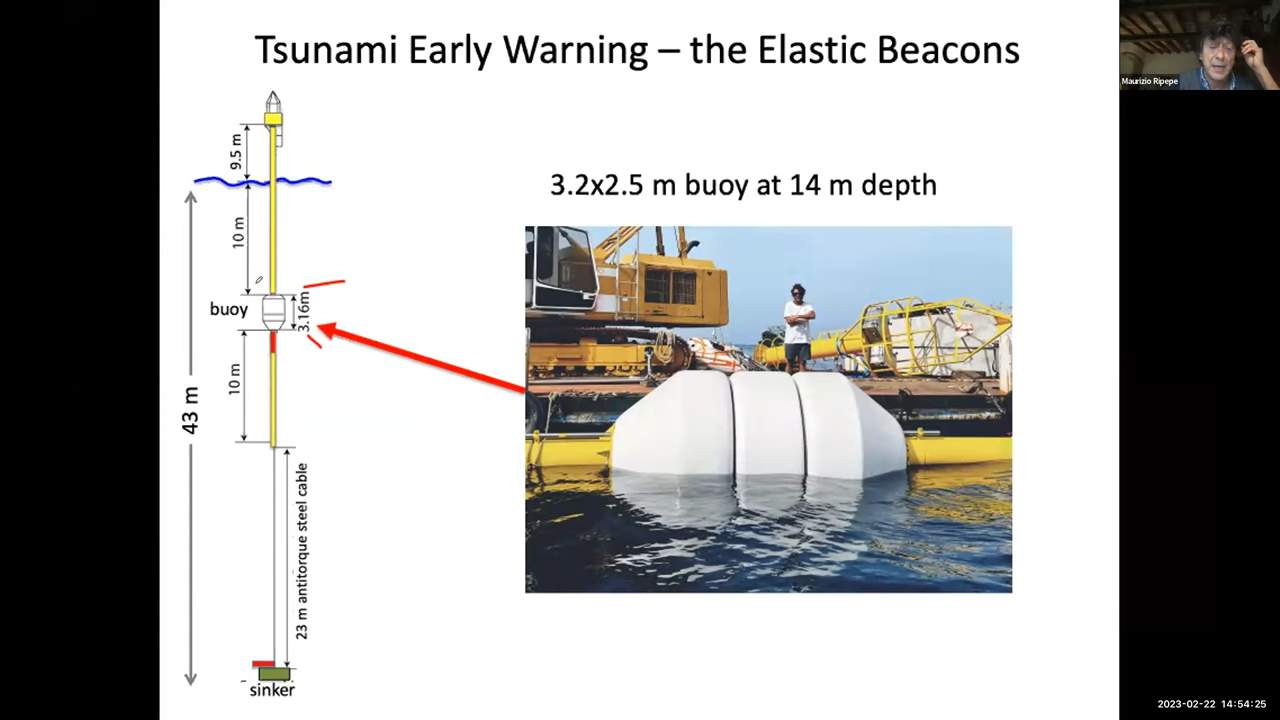 Tsunami Early Warning – the Elastic Beacons
Maurizio Ripepe
9.5 m
3.2x2.5 m buoy at 14 m depth
10 m
buoy
3.16m
10 m
43 m
23 m antitorque steel cable
sinker
2023-02-22 14:54:25